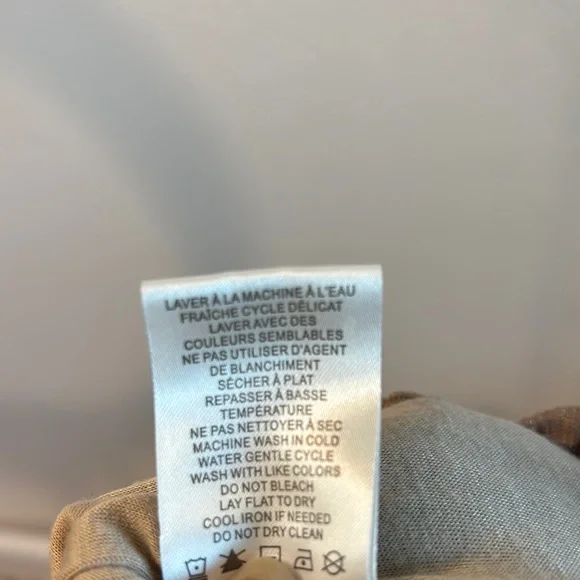 LAVER À LA MACHINE À L'EAU
FRAÎCHE CYCLE DÉLICAT
LAVER AVEC DES
COULEURS SEMBLABLES
NE PAS UTILISER D'AGENT
DE BLANCHIMENT
SÉCHER À PLAT
REPASSER À BASSE
TEMPÉRATURE
NE PAS NETTOYER À SEC
MACHINE WASH IN COLD
WATER GENTLE CYCLE
WASH WITH LIKE COLORS
DO NOT BLEACH
LAY FLAT TO DRY
COOL IRON IF NEEDED
DO NOT DRY CLEAN